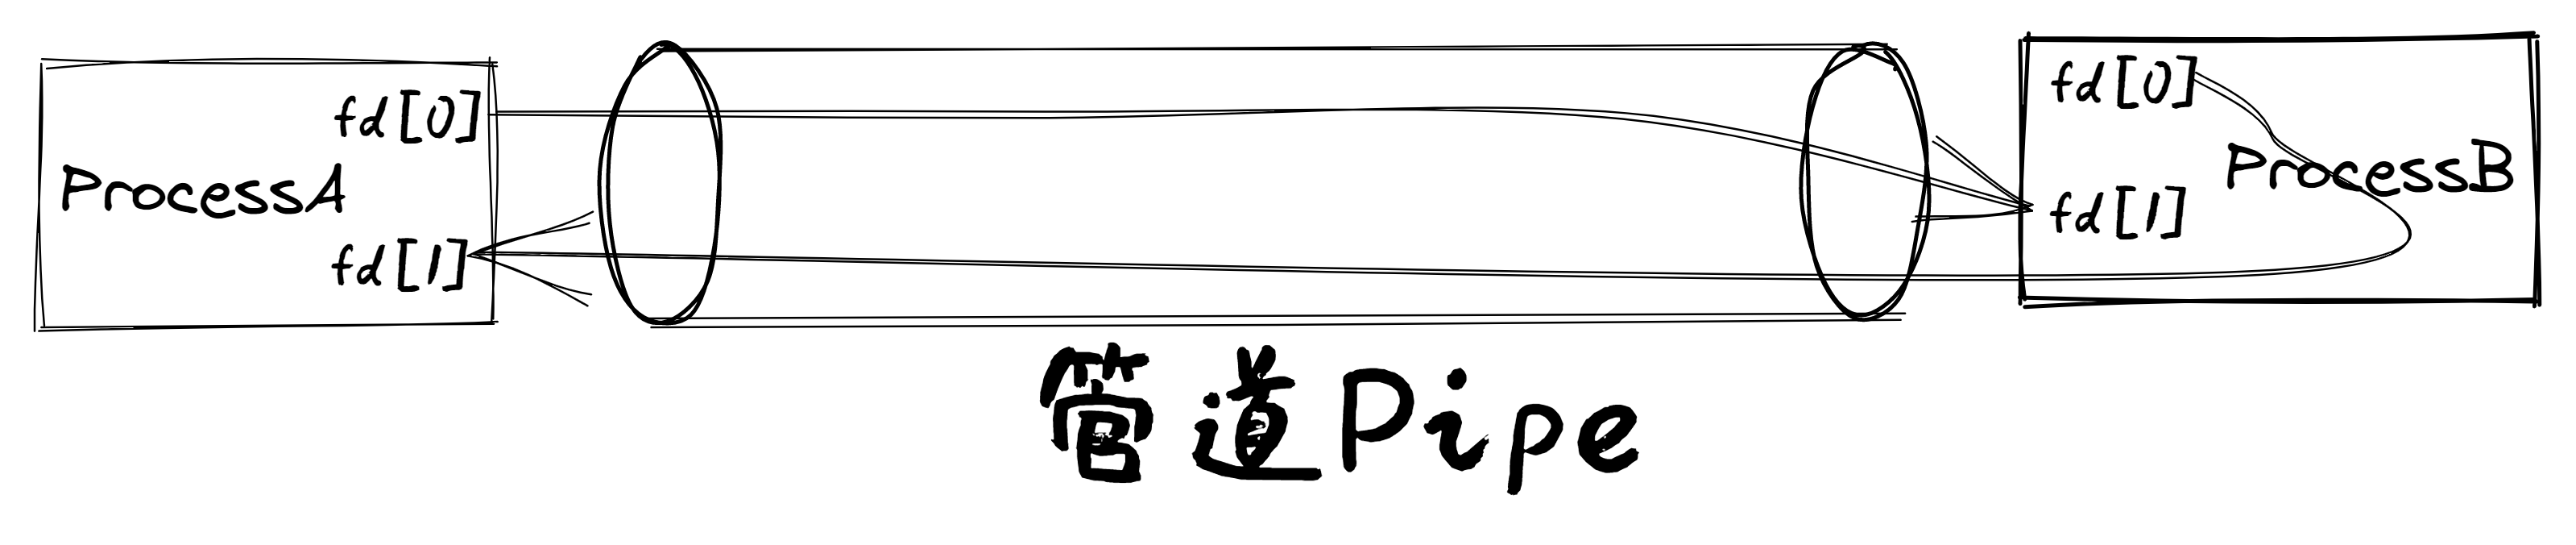 fd[0]
ProcessA
fd[1]
fd[0]
ProcessB
fd[1]
管道Pipe